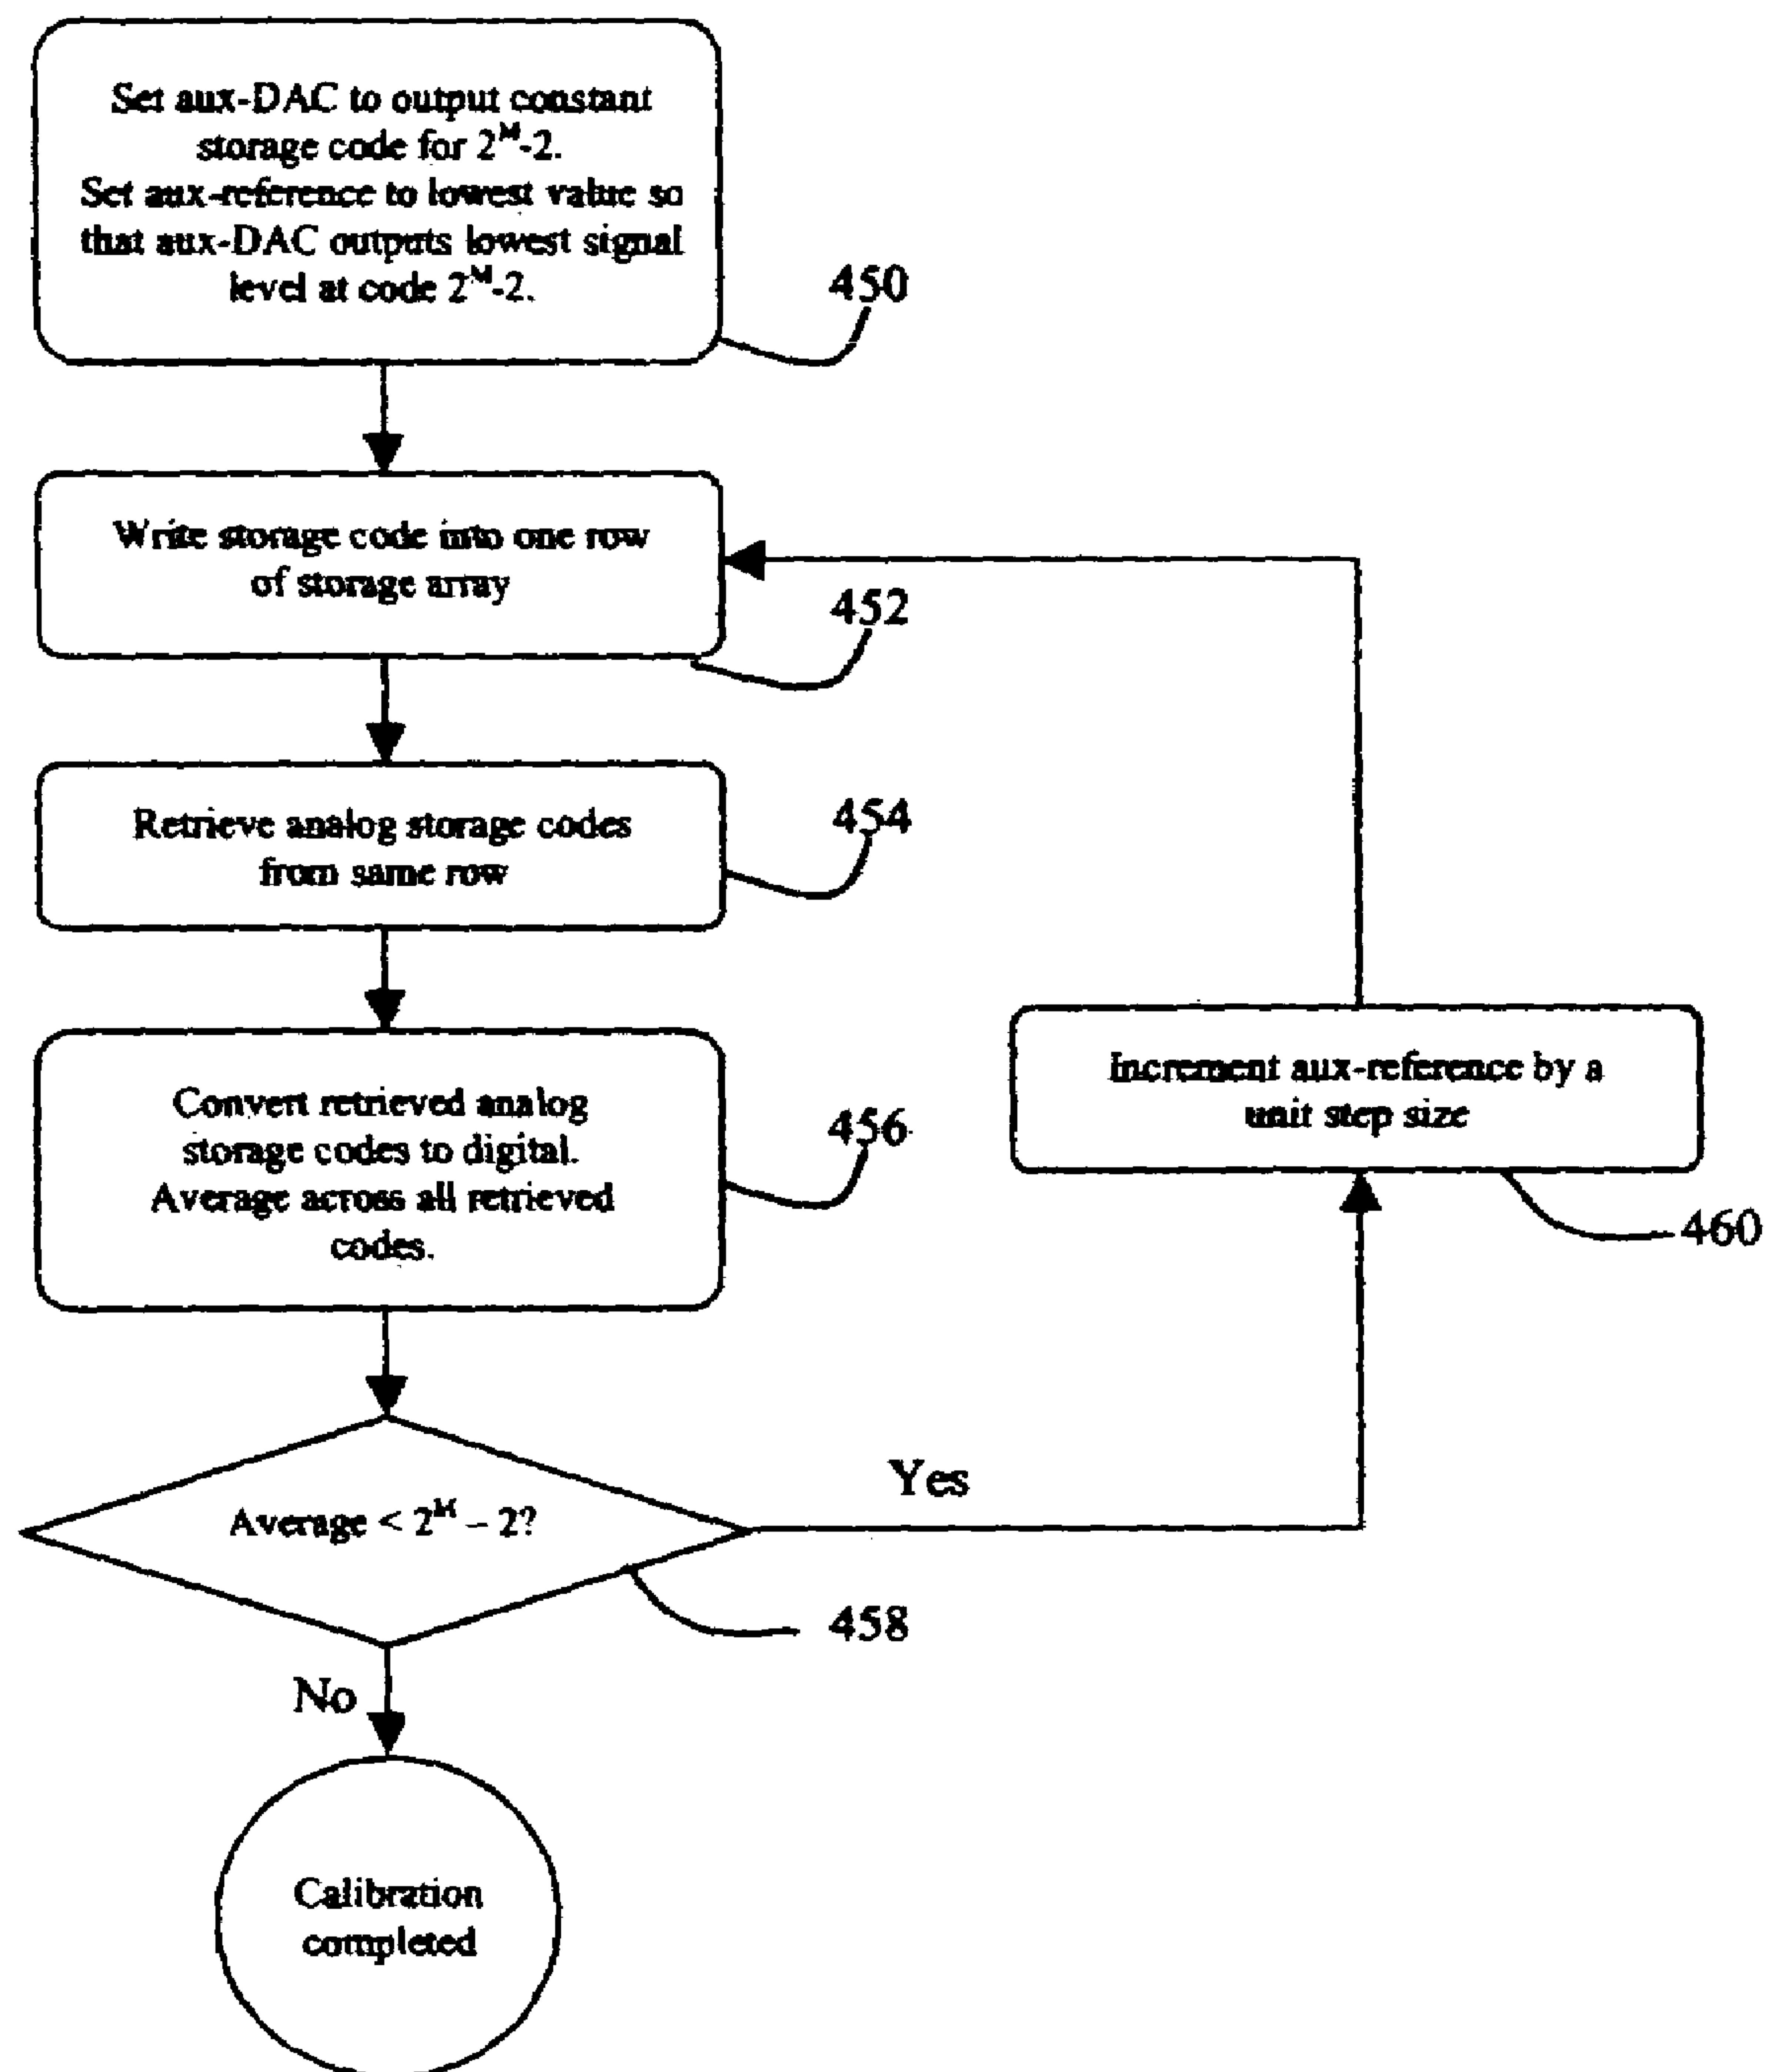 Set aux-DAC to output constant
storage code for 2^M-2.
Set aux-reference to lowest value so
that aux-DAC outputs lowest signal
level at code 2^M-2.
450
Write storage code into one row
of storage array
452
Retrieve analog storage codes
from same row
454
Convert retrieved analog
storage codes to digital.
Average across all retrieved
codes.
456
Increment aux-reference by a
unit step size
460
Average < 2^M – 2?
Yes
458
No
Calibration
completed